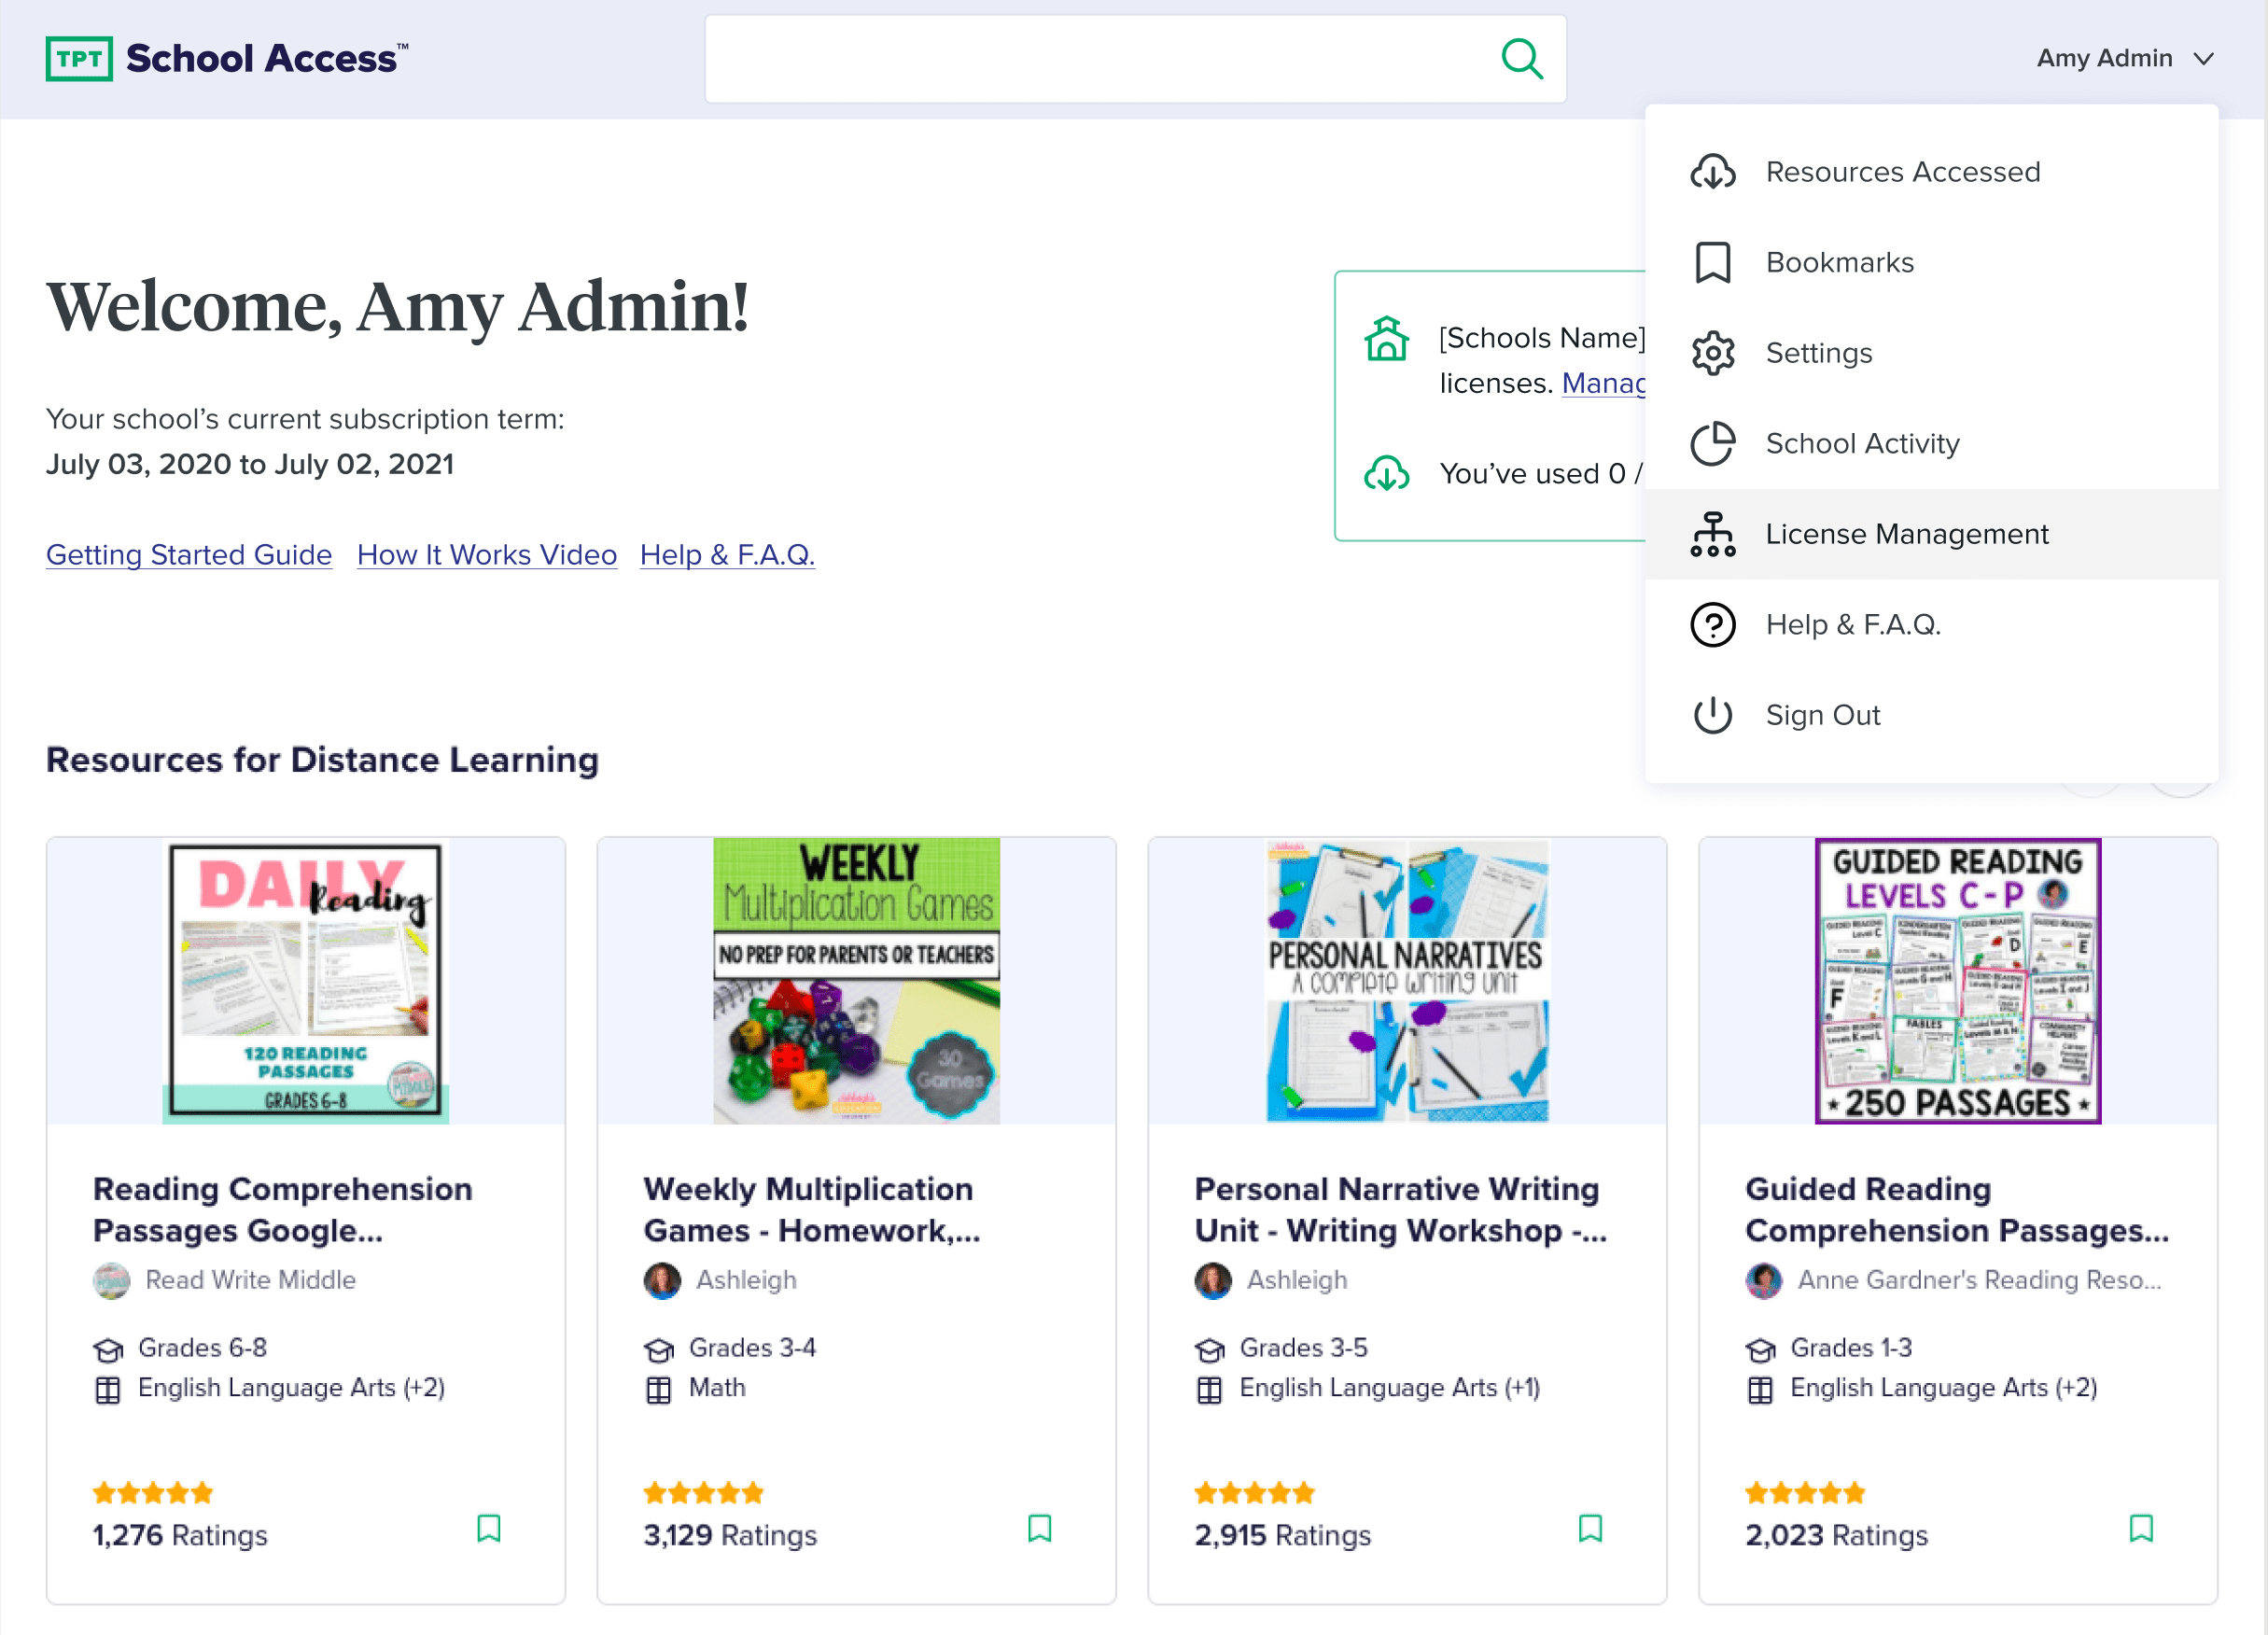 TPT School Access™
Amy Admin
Resources Accessed
Bookmarks
Settings
School Activity
License Management
Help & F.A.Q.
Sign Out
Welcome, Amy Admin!
Your school’s current subscription term:
July 03, 2020 to July 02, 2021
Getting Started Guide How It Works Video Help & F.A.Q.
[Schools Name]
licenses. Manag
You’ve used 0 /
Resources for Distance Learning
DAILY
Reading
120 READING
PASSAGES
GRADES 6-8
Reading Comprehension
Passages Google...
Read Write Middle
Grades 6-8
English Language Arts (+2)
1,276 Ratings
WEEKLY
Multiplication Games
NO PREP FOR PARENTS OR TEACHERS
30
Games
Weekly Multiplication
Games - Homework,...
Ashleigh
Grades 3-4
Math
3,129 Ratings
PERSONAL NARRATIVES
A COMPLETE WRITING UNIT
Personal Narrative Writing
Unit - Writing Workshop -...
Ashleigh
Grades 3-5
English Language Arts (+1)
2,915 Ratings
GUIDED READING
LEVELS C-P
250 PASSAGES
Guided Reading
Comprehension Passages...
Anne Gardner's Reading Reso...
Grades 1-3
English Language Arts (+2)
2,023 Ratings